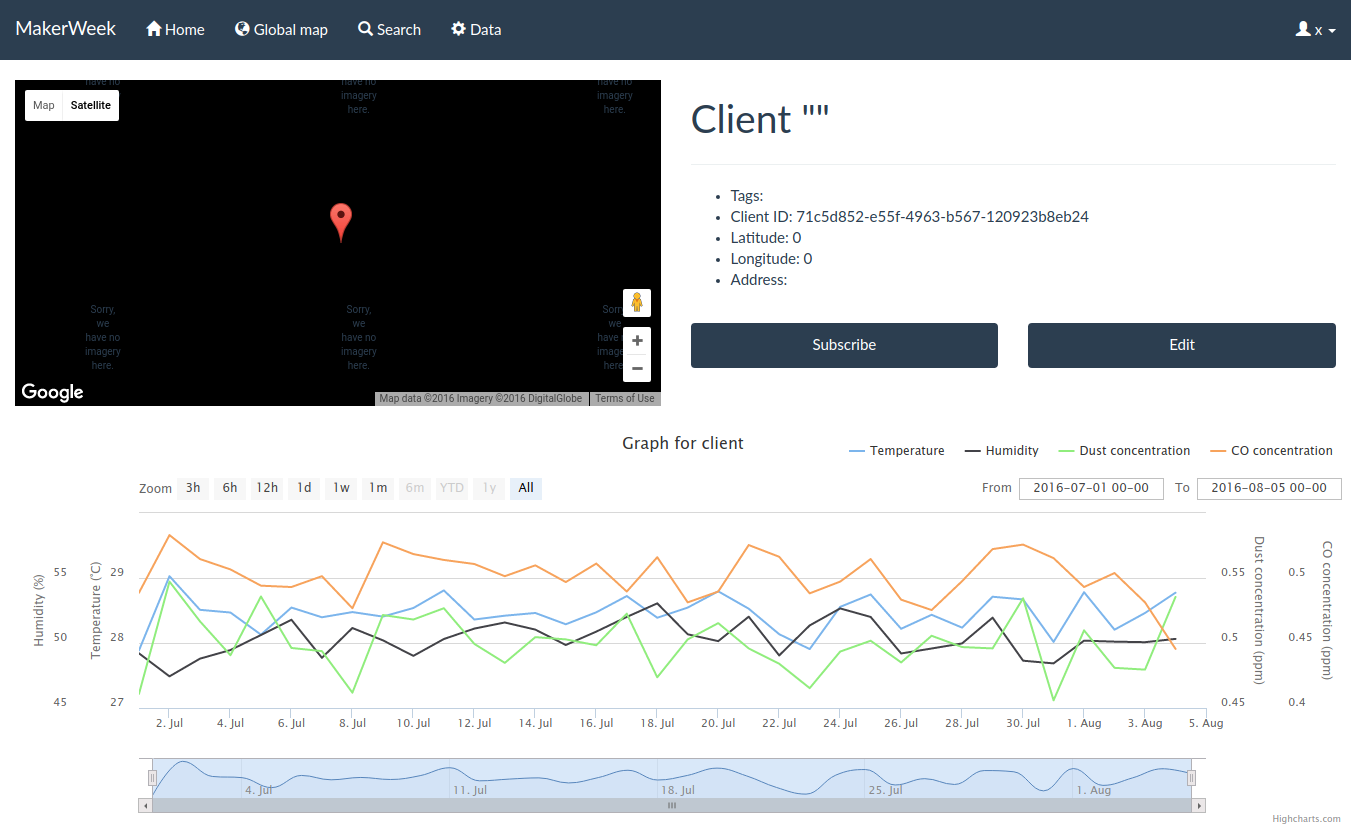 MakerWeek Home Global map Search Data x
have no have no have no
imagery imagery
here. here.
Map Satellite
Sorry, Sorry, Sorry
we we we
have no have no have
imagery imagery
here. here. here
Google
Map data ©2016 Imagery ©2016 DigitalGlobe Terms of Use
Client ""
Tags:
Client ID: 71c5d852-e55f-4963-b567-120923b8eb24
Latitude: 0
Longitude: 0
Address:
Subscribe Edit
Graph for client
Temperature Humidity Dust concentration CO concentration
Zoom 3h 6h 12h 1d 1w 1m 6m YTD 1y All
From 2016-07-01 00-00 To 2016-08-05 00-00
Humidity (%)
55
50
45
Temperature (°C)
29
28
27
Dust concentration (ppm)
0.55
0.5
0.45
CO concentration (ppm)
0.5
0.45
0.4
2. Jul 4. Jul 6. Jul 8. Jul 10. Jul 12. Jul 14. Jul 16. Jul 18. Jul 20. Jul 22. Jul 24. Jul 26. Jul 28. Jul 30. Jul 1. Aug 3. Aug 5. Aug
4. Jul 11. Jul 18. Jul 25. Jul 1. Aug
Highcharts.com